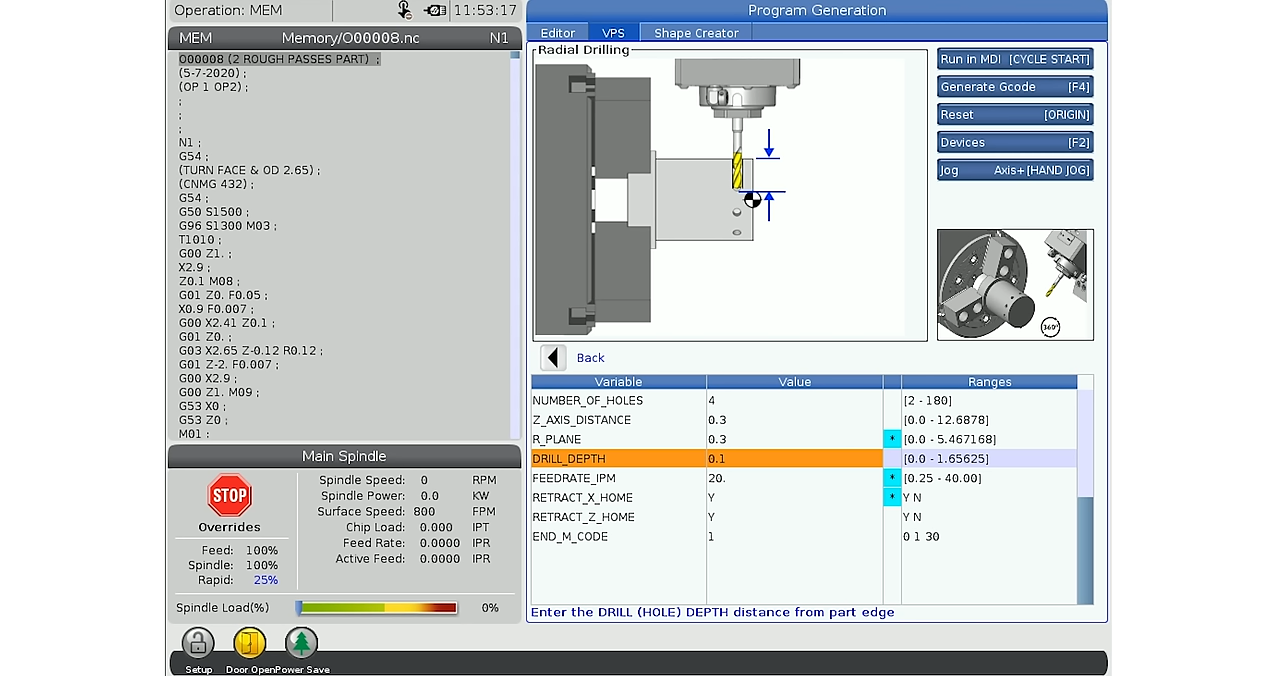 Operation: MEM
11:53:17
MEM Memory/O00008.nc N1
O00008 (2 ROUGH PASSES PART) ;
(5-7-2020) ;
(OP 1 OP2) ;
;
;
;
N1 ;
G54 ;
(TURN FACE & OD 2.65) ;
(CNMG 432) ;
G54 ;
G50 S1500 ;
G96 S1300 M03 ;
T1010 ;
G00 Z1. ;
X2.9 ;
Z0.1 M08 ;
G01 Z0. F0.05 ;
X0.9 F0.007 ;
G00 X2.41 Z0.1 ;
G01 Z0. ;
G03 X2.65 Z-0.12 R0.12 ;
G01 Z-2. F0.007 ;
G00 X2.9 ;
G00 Z1. M09 ;
G53 X0 ;
G53 Z0 ;
M01 ;
Main Spindle
STOP
Overrides
Feed: 100%
Spindle: 100%
Rapid: 25%
Spindle Speed: 0 RPM
Spindle Power: 0.0 KW
Surface Speed: 800 FPM
Chip Load: 0.000 IPT
Feed Rate: 0.0000 IPR
Active Feed: 0.0000 IPR
Spindle Load(%) 0%
Setup Door Open Power Save
Program Generation
Editor VPS Shape Creator
Radial Drilling
Run in MDI [CYCLE START]
Generate Gcode [F4]
Reset [ORIGIN]
Devices [F2]
Jog Axis+[HAND JOG]
360°
Back
Variable Value Ranges
NUMBER_OF_HOLES 4 [2 - 180]
Z_AXIS_DISTANCE 0.3 [0.0 - 12.6878]
R_PLANE 0.3 * [0.0 - 5.467168]
DRILL_DEPTH 0.1 [0.0 - 1.65625]
FEEDRATE_IPM 20. * [0.25 - 40.00]
RETRACT_X_HOME Y * Y N
RETRACT_Z_HOME Y Y N
END_M_CODE 1 0 1 30
Enter the DRILL (HOLE) DEPTH distance from part edge